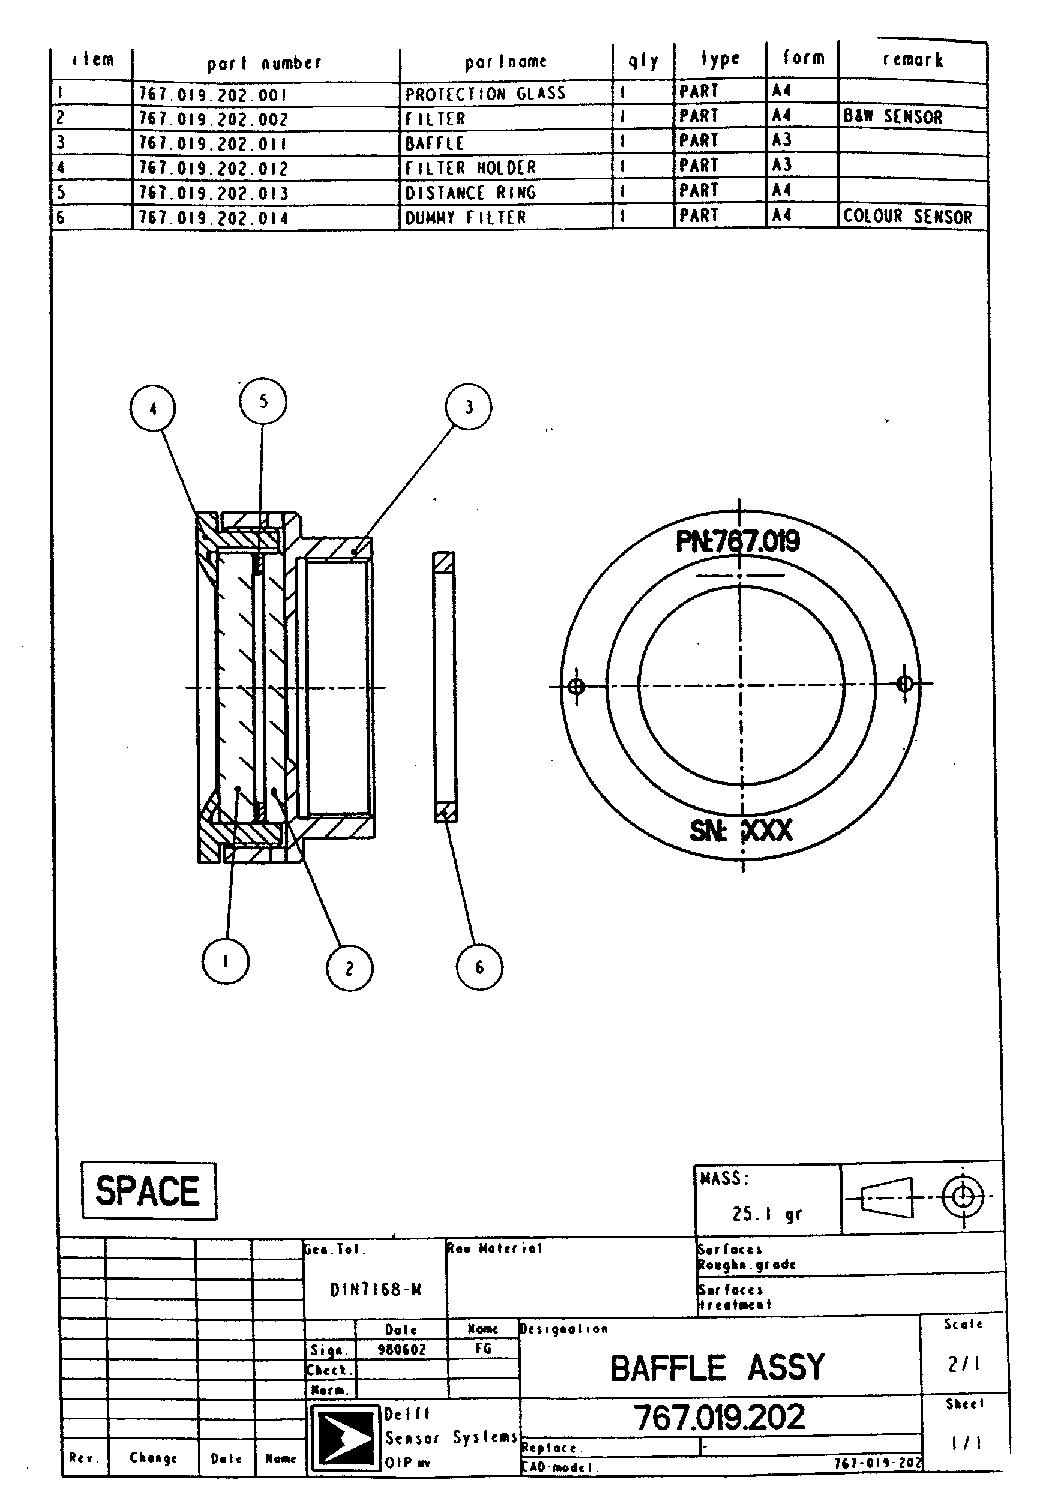 item part number partname qty type form remark
1 767.019.202.001 PROTECTION GLASS 1 PART A4
2 767.019.202.002 FILTER 1 PART A4 B&W SENSOR
3 767.019.202.011 BAFFLE 1 PART A3
4 767.019.202.012 FILTER HOLDER 1 PART A3
5 767.019.202.013 DISTANCE RING 1 PART A4
6 767.019.202.014 DUMMY FILTER 1 PART A4 COLOUR SENSOR
4 5 3
PN:767.019
SN: XXX
1 2 6
SPACE
MASS:
25.1 gr
Gen.Tol.
DIN7168-M
Raw Material
Surfaces
Roughn.grade
Surfaces
treatment
Date Name
Sign. 980602 FG
Check.
Norm.
Designation
BAFFLE ASSY
767.019.202
Scale
2/1
Sheet
1/1
Rev. Change Date Name
Delft
Sensor Systems
OIP nv
Replace. -
CAD-model. 767-019-202